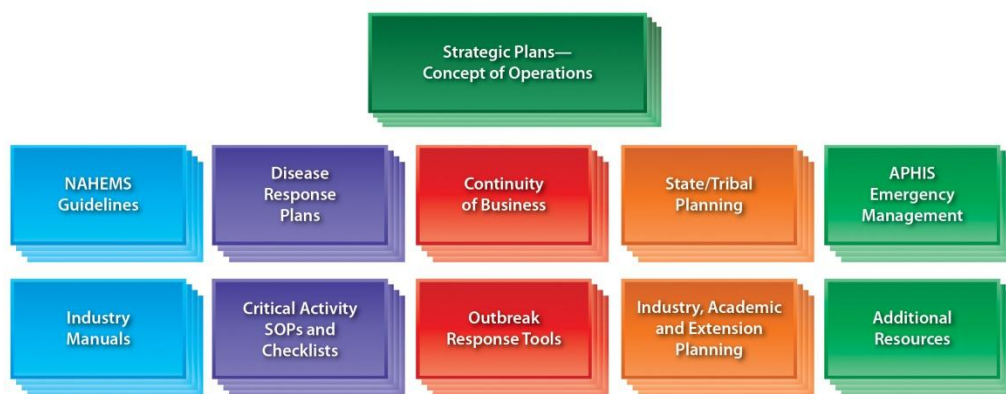 Strategic Plans—
Concept of Operations
NAHEMS
Guidelines
Disease
Response
Plans
Continuity
of Business
State/Tribal
Planning
APHIS
Emergency
Management
Industry
Manuals
Critical Activity
SOPs and
Checklists
Outbreak
Response Tools
Industry, Academic
and Extension
Planning
Additional
Resources